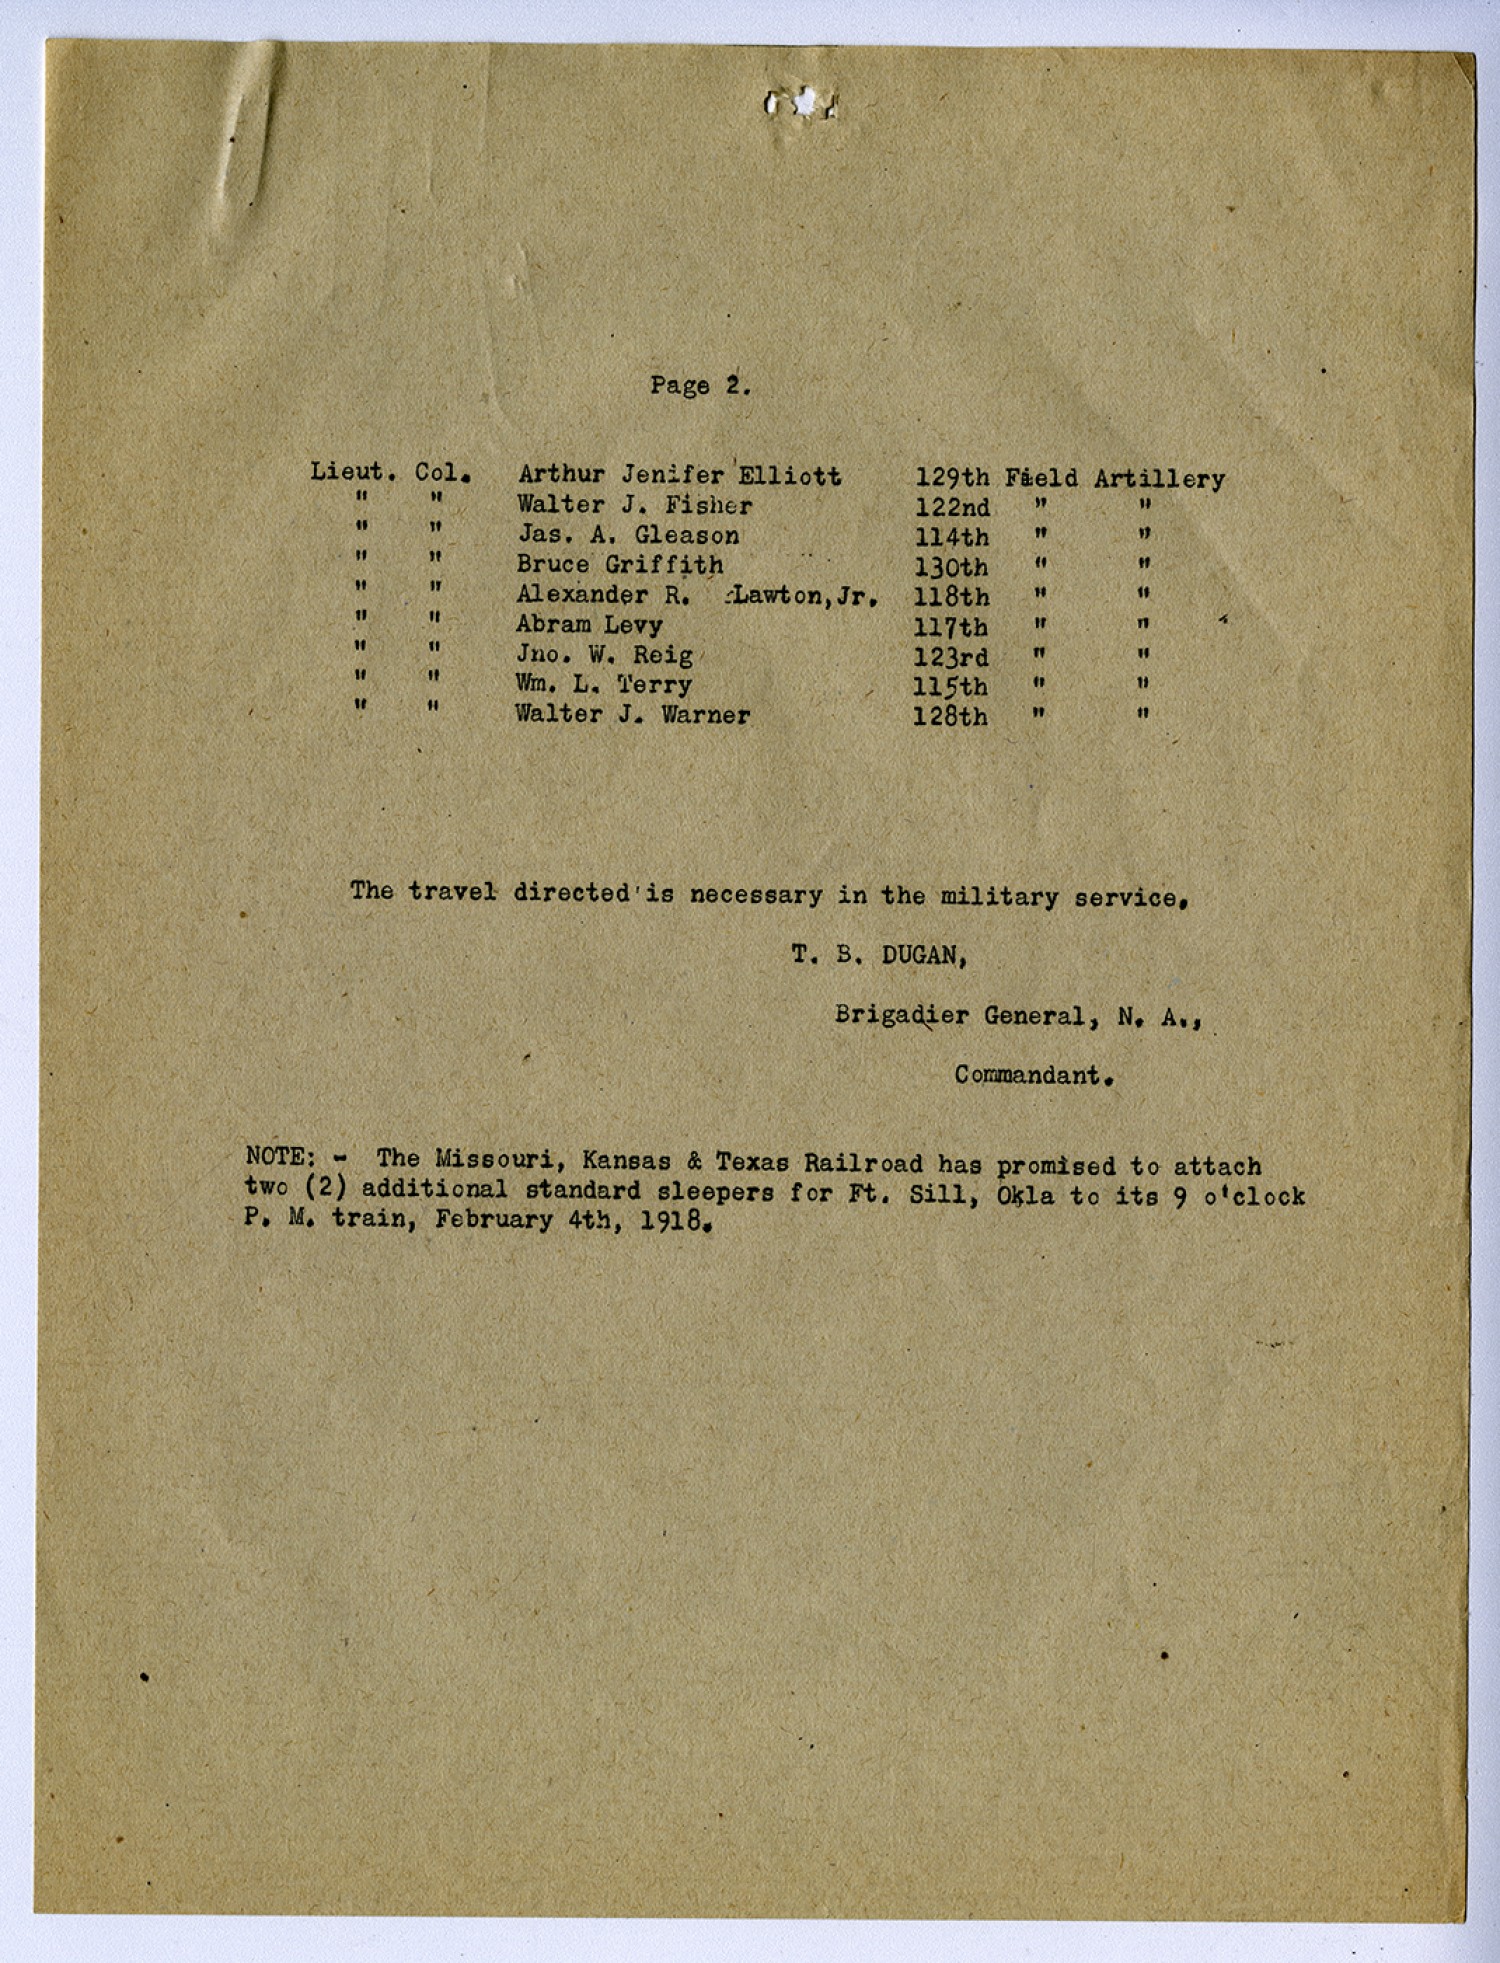 Page 2.
Lieut. Col. Arthur Jenifer Elliott 129th Field Artillery
" " Walter J. Fisher 122nd " "
" " Jas. A. Gleason 114th " "
" " Bruce Griffith 130th " "
" " Alexander R. Lawton,Jr. 118th " "
" " Abram Levy 117th " "
" " Jno. W. Reig 123rd " "
" " Wm. L. Terry 115th " "
" " Walter J. Warner 128th " "
The travel directed is necessary in the military service.
T. B. DUGAN,
Brigadier General, N. A.,
Commandant.
NOTE: - The Missouri, Kansas & Texas Railroad has promised to attach
two (2) additional standard sleepers for Ft. Sill, Okla to its 9 o'clock
P. M. train, February 4th, 1918.